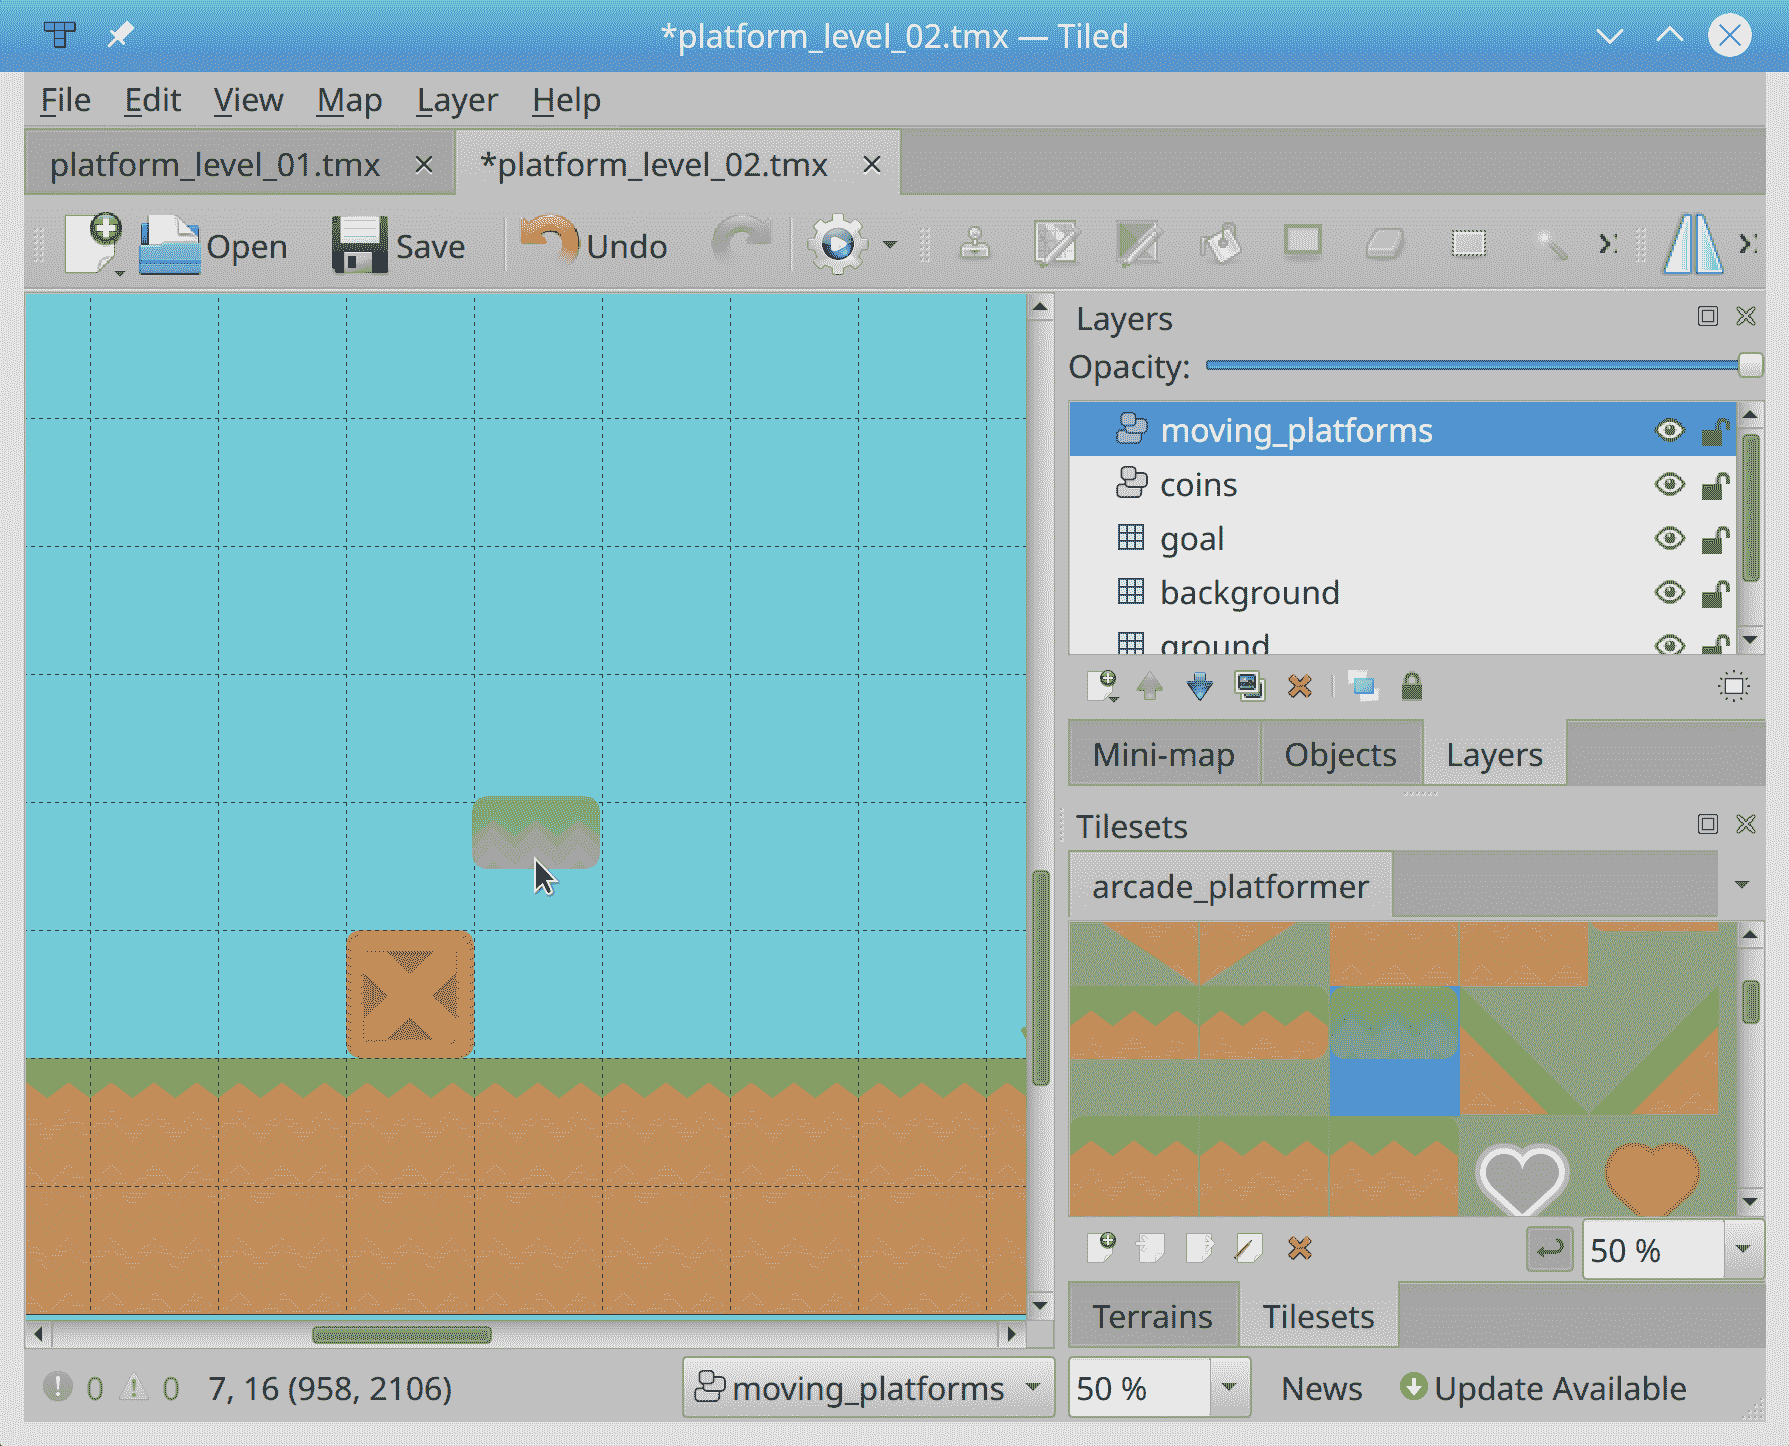 *platform_level_02.tmx — Tiled
File Edit View Map Layer Help
platform_level_01.tmx *platform_level_02.tmx
Open Save Undo
Layers
Opacity:
moving_platforms
coins
goal
background
ground
Mini-map Objects Layers
Tilesets
arcade_platformer
50 %
Terrains Tilesets
0 0 7, 16 (958, 2106) moving_platforms 50 % News Update Available